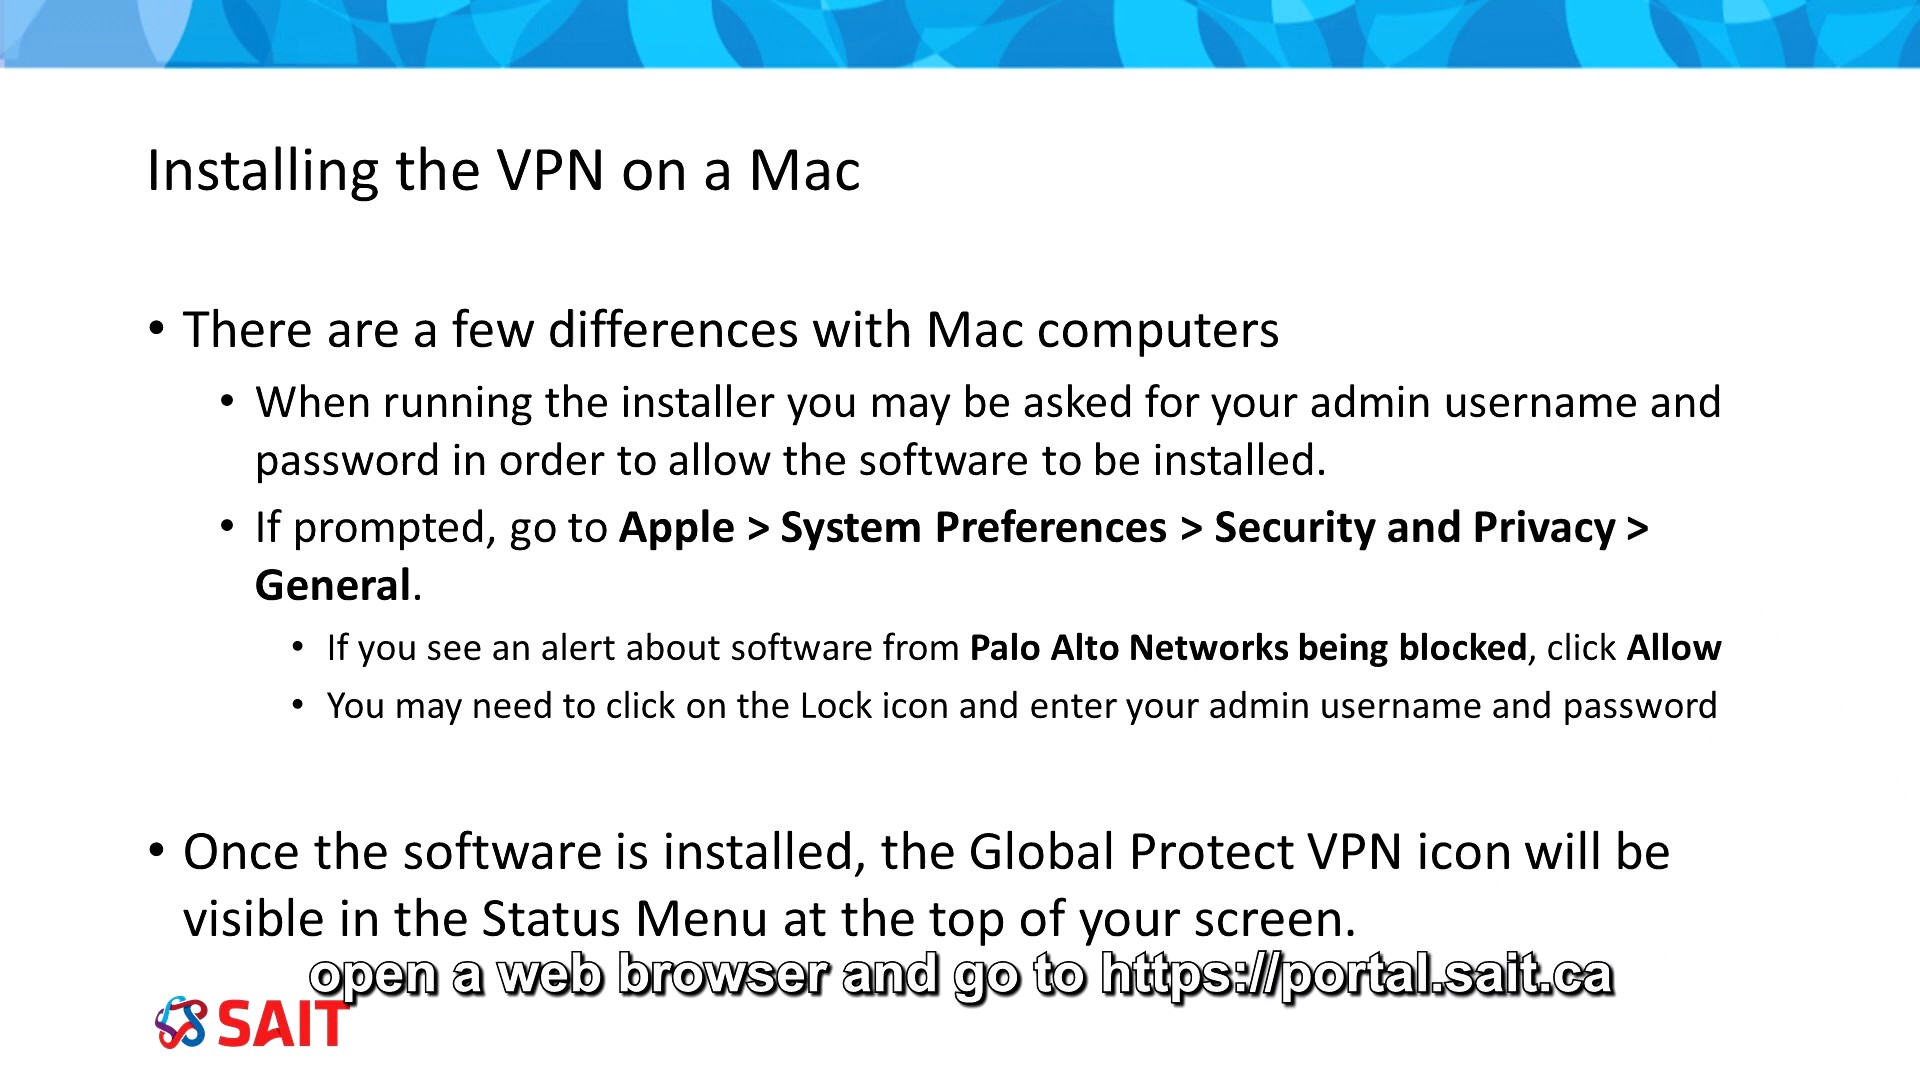 Installing the VPN on a Mac
• There are a few differences with Mac computers
• When running the installer you may be asked for your admin username and
password in order to allow the software to be installed.
• If prompted, go to Apple > System Preferences > Security and Privacy >
General.
• If you see an alert about software from Palo Alto Networks being blocked, click Allow
• You may need to click on the Lock icon and enter your admin username and password
• Once the software is installed, the Global Protect VPN icon will be
visible in the Status Menu at the top of your screen.
open a web browser and go to https://portal.sait.ca
SAIT